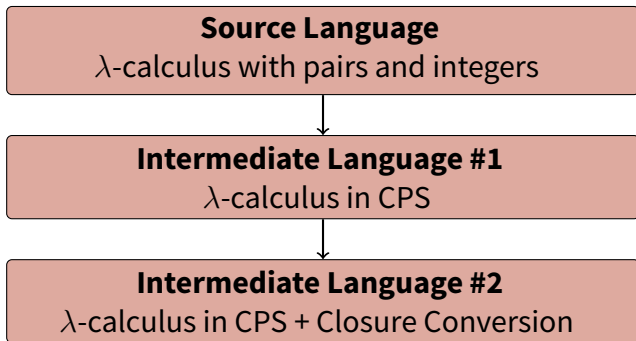 Source Language
λ-calculus with pairs and integers
Intermediate Language #1
λ-calculus in CPS
Intermediate Language #2
λ-calculus in CPS + Closure Conversion